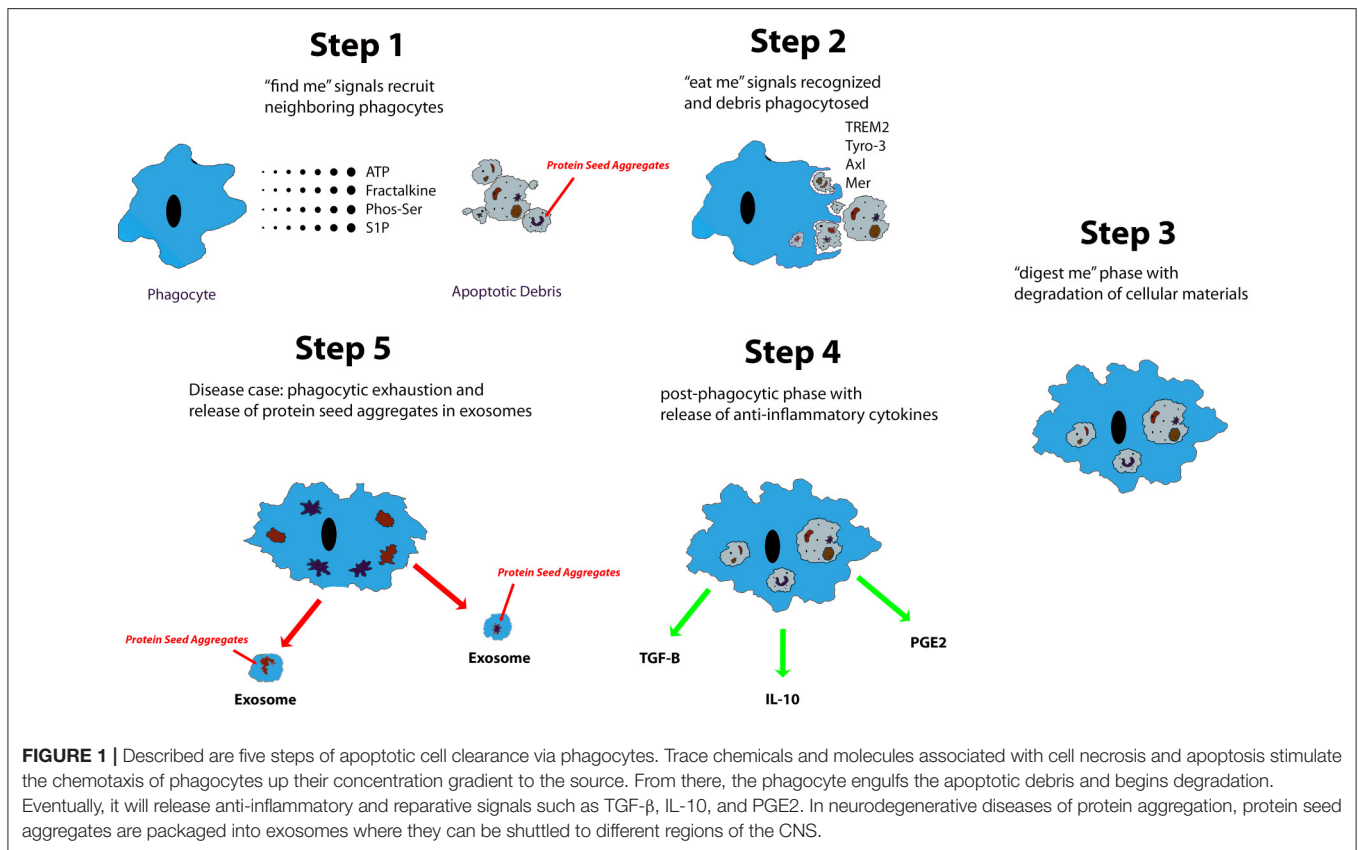 Step 1
"find me" signals recruit
neighboring phagocytes
ATP
Fractalkine
Phos-Ser
S1P
Protein Seed Aggregates
Phagocyte
Apoptotic Debris
Step 2
"eat me" signals recognized
and debris phagocytosed
TREM2
Tyro-3
Axl
Mer
Step 3
"digest me" phase with
degradation of cellular materials
Step 4
post-phagocytic phase with
release of anti-inflammatory cytokines
TGF-B
IL-10
PGE2
Step 5
Disease case: phagocytic exhaustion and
release of protein seed aggregates in exosomes
Protein Seed Aggregates
Exosome
Protein Seed Aggregates
Exosome
FIGURE 1 | Described are five steps of apoptotic cell clearance via phagocytes. Trace chemicals and molecules associated with cell necrosis and apoptosis stimulate
the chemotaxis of phagocytes up their concentration gradient to the source. From there, the phagocyte engulfs the apoptotic debris and begins degradation.
Eventually, it will release anti-inflammatory and reparative signals such as TGF-β, IL-10, and PGE2. In neurodegenerative diseases of protein aggregation, protein seed
aggregates are packaged into exosomes where they can be shuttled to different regions of the CNS.